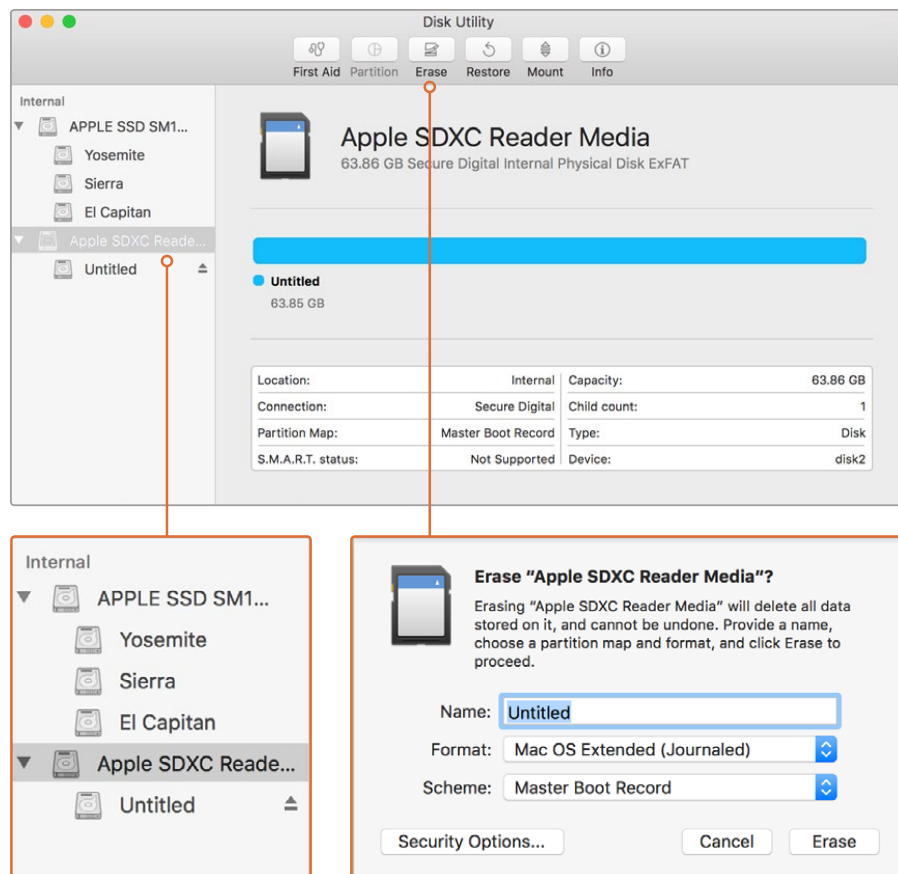 Disk Utility
First Aid Partition Erase Restore Mount Info
Internal
APPLE SSD SM1...
Yosemite
Sierra
El Capitan
Apple SDXC Reade...
Untitled
Apple SDXC Reader Media
63.86 GB Secure Digital Internal Physical Disk ExFAT
Untitled
63.85 GB
Location: Internal Capacity: 63.86 GB
Connection: Secure Digital Child count: 1
Partition Map: Master Boot Record Type: Disk
S.M.A.R.T. status: Not Supported Device: disk2
Internal
APPLE SSD SM1...
Yosemite
Sierra
El Capitan
Apple SDXC Reade...
Untitled
Erase “Apple SDXC Reader Media”?
Erasing “Apple SDXC Reader Media” will delete all data
stored on it, and cannot be undone. Provide a name,
choose a partition map and format, and click Erase to
proceed.
Name: Untitled
Format: Mac OS Extended (Journaled)
Scheme: Master Boot Record
Security Options... Cancel Erase